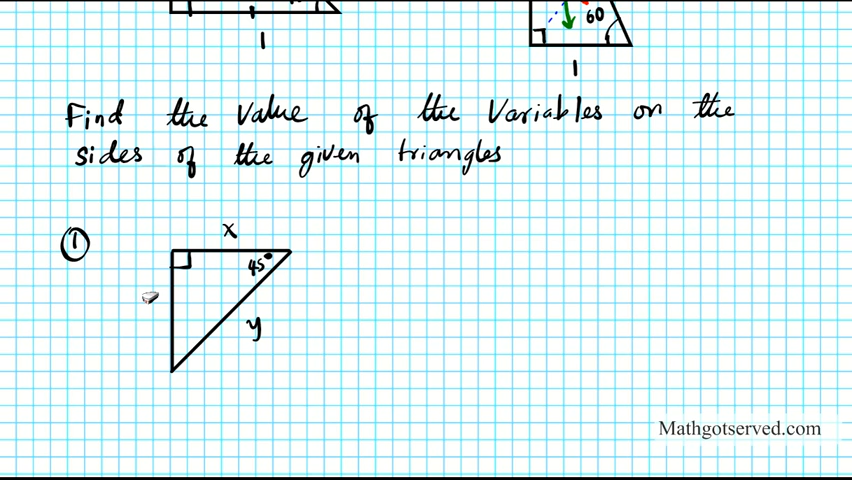 60
1
1
Find the Value of the Variables on the
sides of the given triangles
1
x
45°
y
Mathgotserved.com